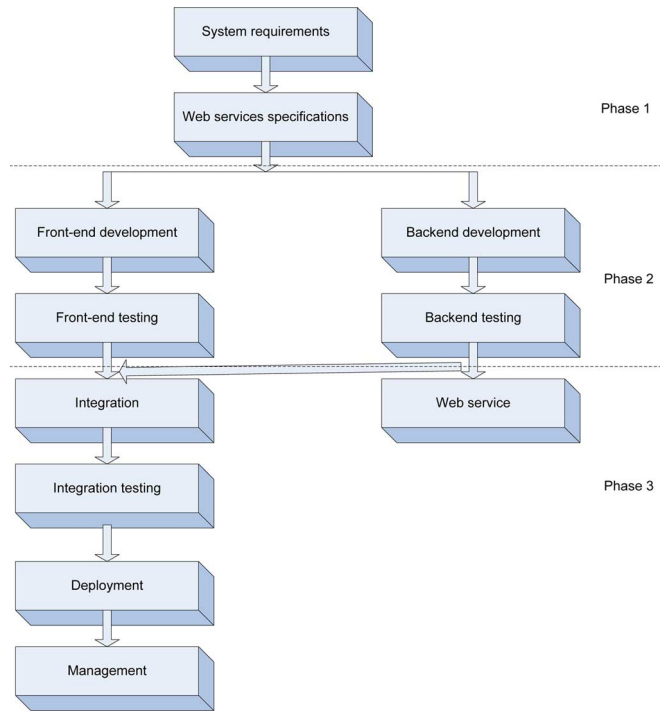 System requirements
Web services specifications
Phase 1
Front-end development
Backend development
Phase 2
Front-end testing
Backend testing
Integration
Web service
Integration testing
Phase 3
Deployment
Management